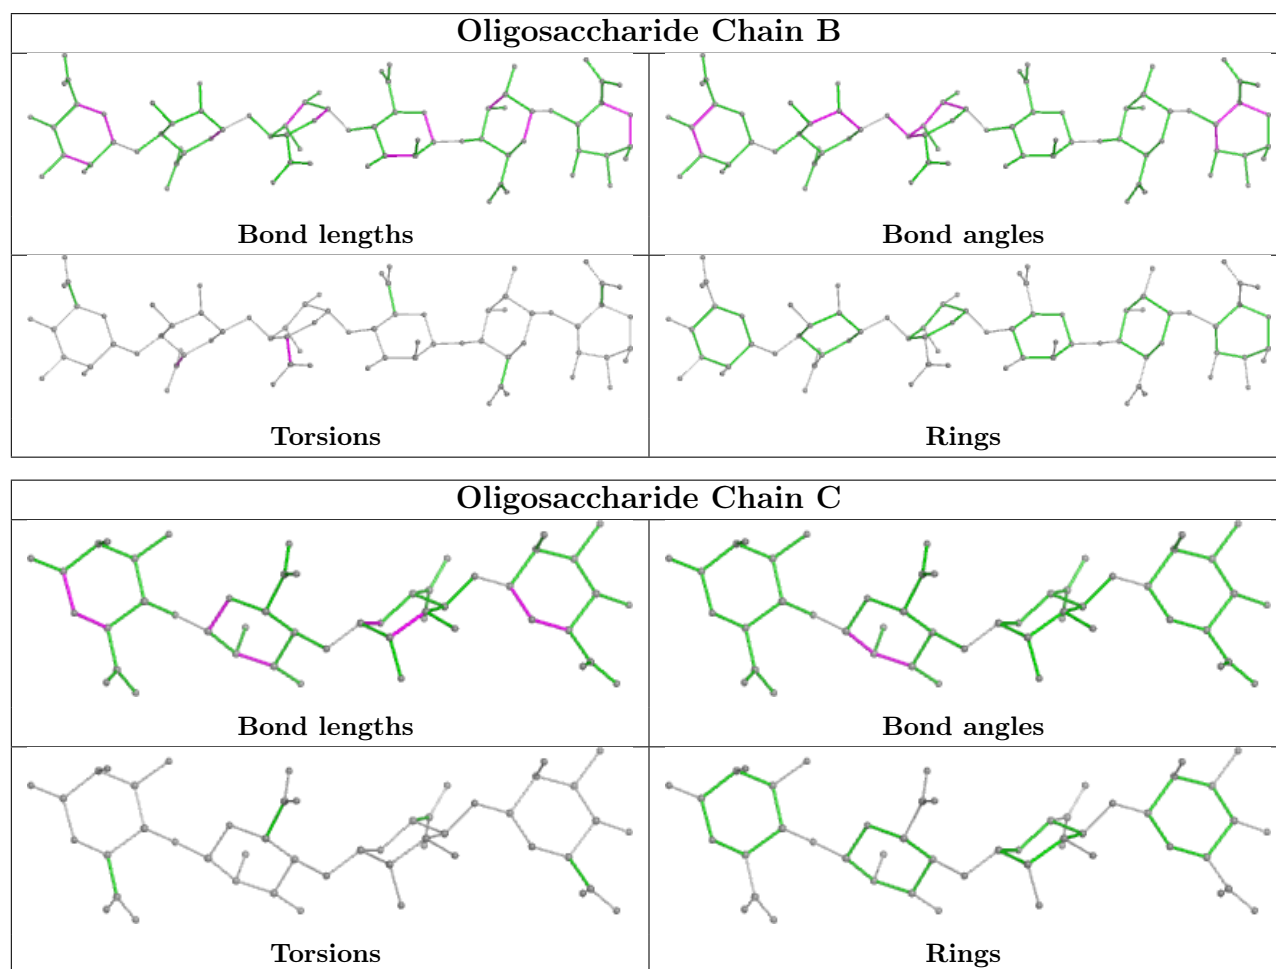 Oligosaccharide Chain B
Bond lengths
Bond angles
Torsions
Rings
Oligosaccharide Chain C
Bond lengths
Bond angles
Torsions
Rings